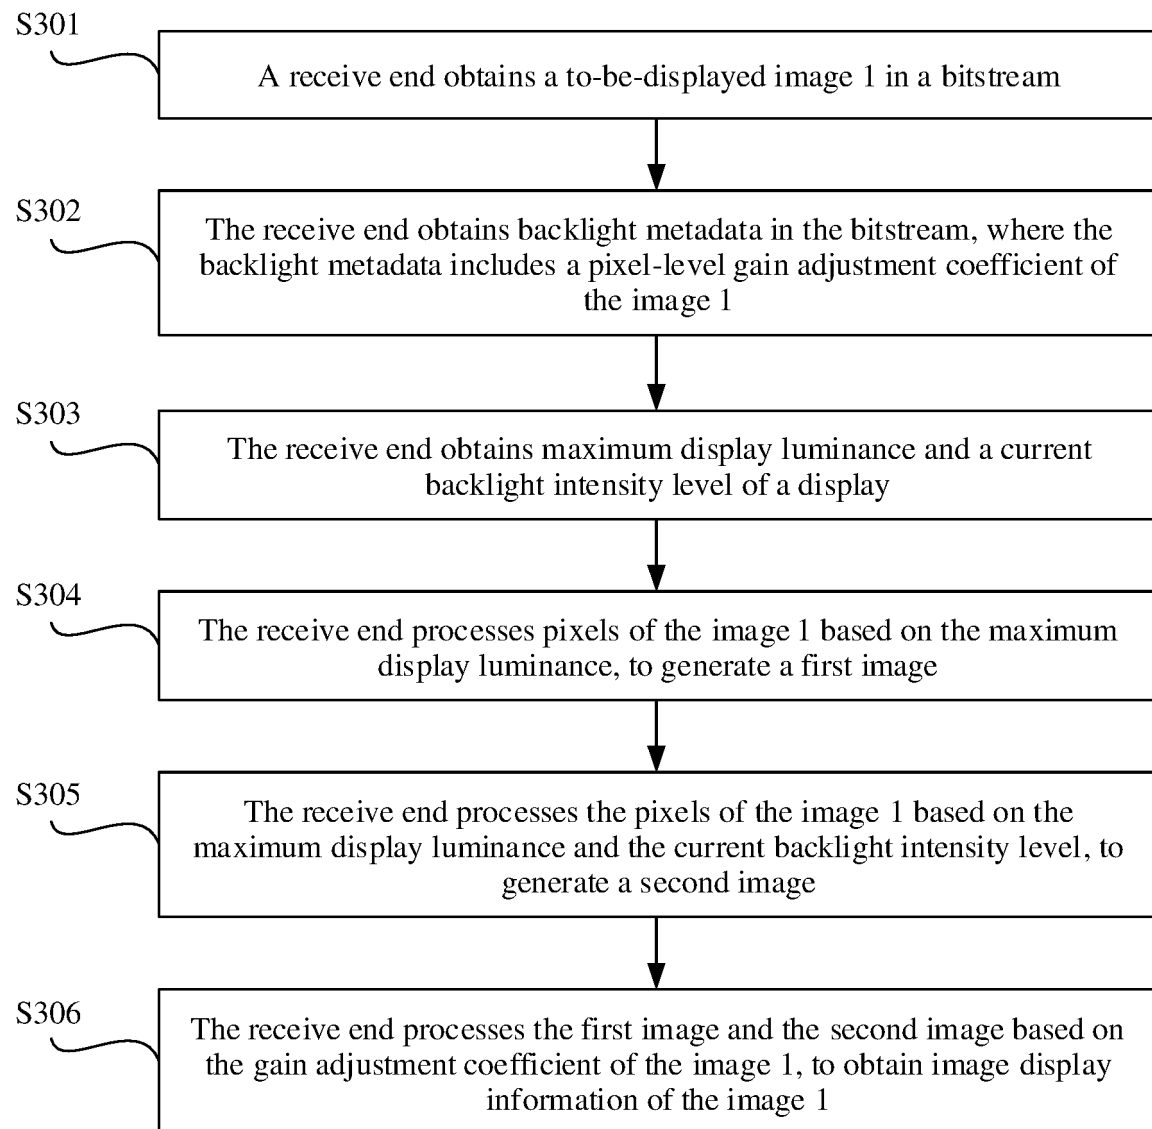 S301
A receive end obtains a to-be-displayed image 1 in a bitstream
S302
The receive end obtains backlight metadata in the bitstream, where the
backlight metadata includes a pixel-level gain adjustment coefficient of
the image 1
S303
The receive end obtains maximum display luminance and a current
backlight intensity level of a display
S304
The receive end processes pixels of the image 1 based on the maximum
display luminance, to generate a first image
S305
The receive end processes the pixels of the image 1 based on the
maximum display luminance and the current backlight intensity level, to
generate a second image
S306
The receive end processes the first image and the second image based on
the gain adjustment coefficient of the image 1, to obtain image display
information of the image 1